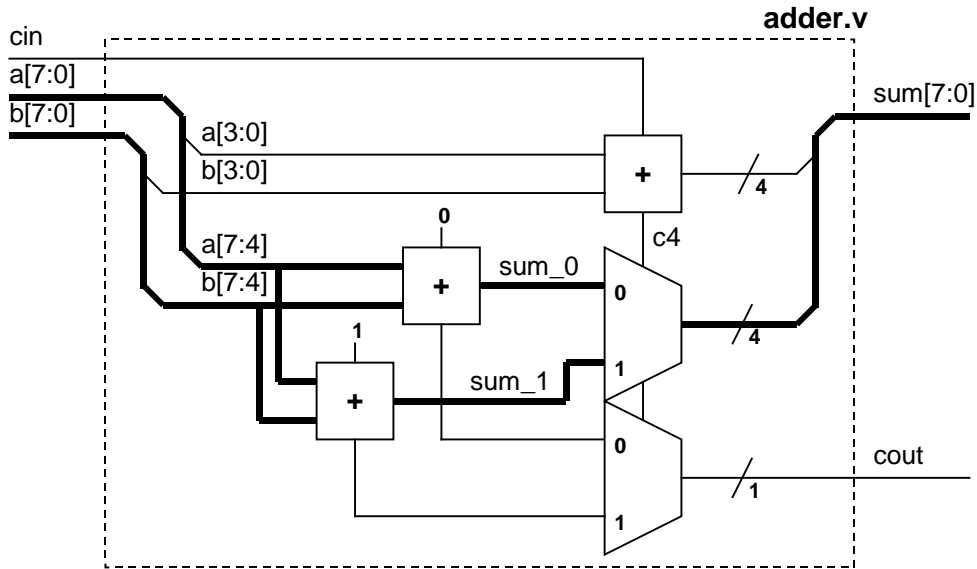 adder.v
cin
a[7:0]
sum[7:0]
b[7:0]
a[3:0]
b[3:0]
+
4
0
c4
a[7:4]
sum_0
b[7:4]
+
0
4
1
1
sum_1
+
0
cout
1
1